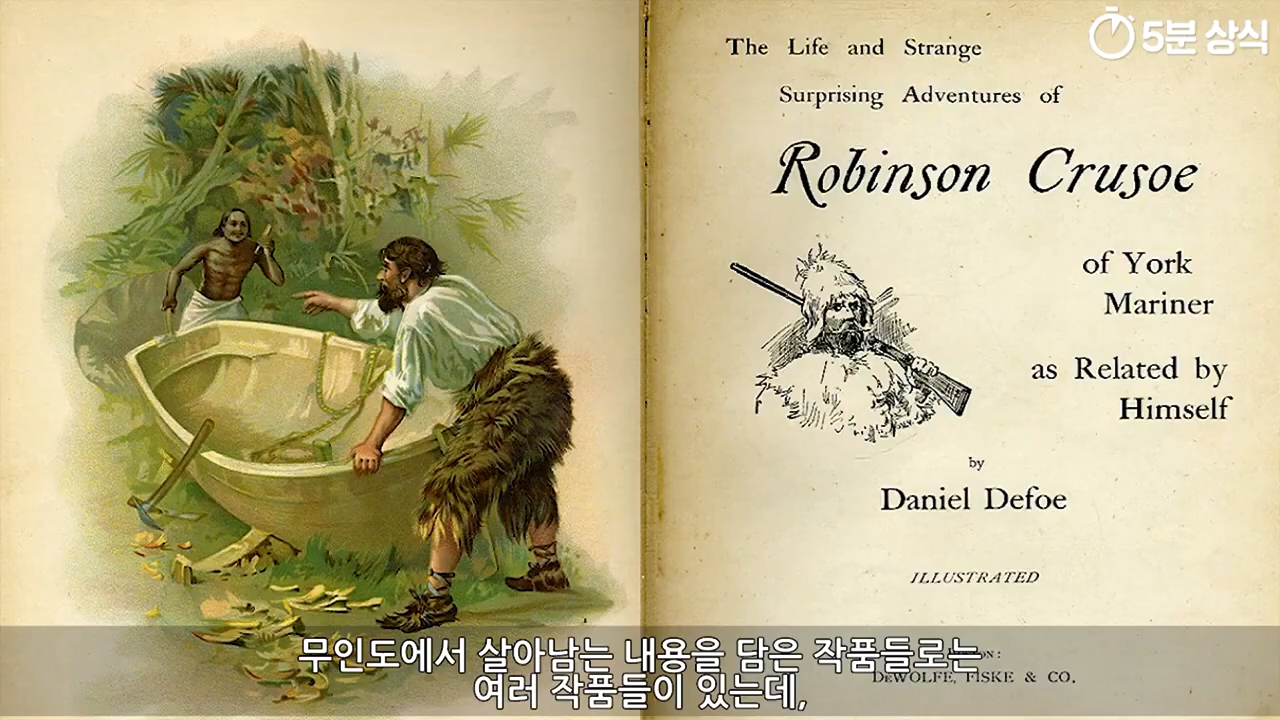 5분 상식
The Life and Strange
Surprising Adventures of
Robinson Crusoe
of York
Mariner
as Related by
Himself
by
Daniel Defoe
ILLUSTRATED
DEWOLFE, FISKE & CO.
무인도에서 살아남는 내용을 담은 작품들로는
여러 작품들이 있는데,